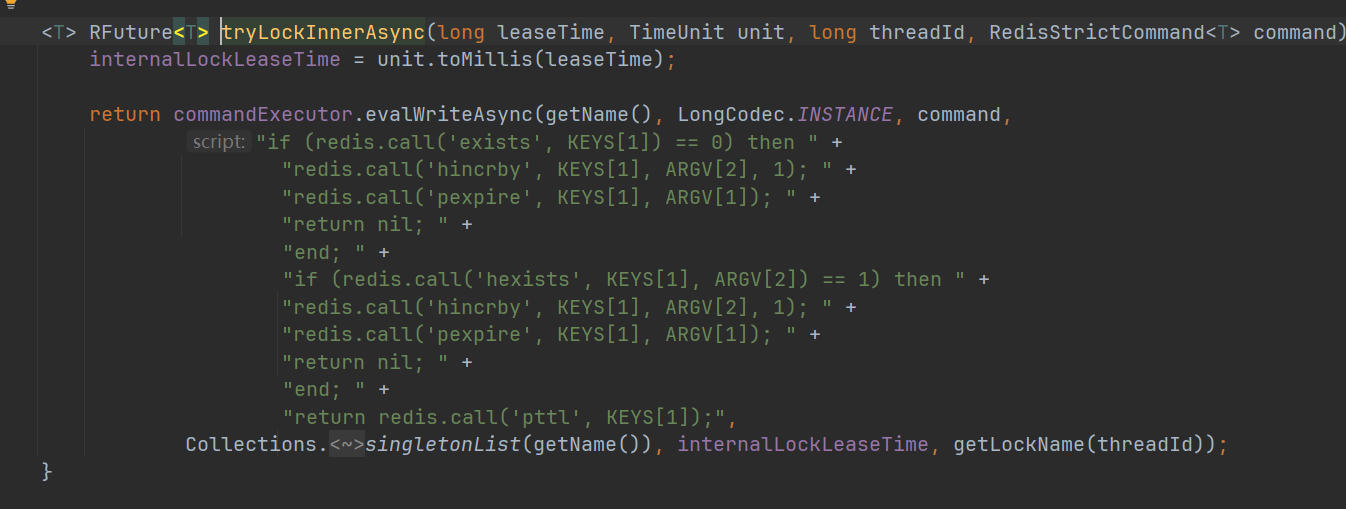 <T> RFuture<T> tryLockInnerAsync(long leaseTime, TimeUnit unit, long threadId, RedisStrictCommand<T> command)
internalLockLeaseTime = unit.toMillis(leaseTime);
return commandExecutor.evalWriteAsync(getName(), LongCodec.INSTANCE, command,
script: "if (redis.call('exists', KEYS[1]) == 0) then " +
"redis.call('hincrby', KEYS[1], ARGV[2], 1); " +
"redis.call('pexpire', KEYS[1], ARGV[1]); " +
"return nil; " +
"end; " +
"if (redis.call('hexists', KEYS[1], ARGV[2]) == 1) then " +
"redis.call('hincrby', KEYS[1], ARGV[2], 1); " +
"redis.call('pexpire', KEYS[1], ARGV[1]); " +
"return nil; " +
"end; " +
"return redis.call('pttl', KEYS[1]);",
Collections.<~>singletonList(getName()), internalLockLeaseTime, getLockName(threadId));
}